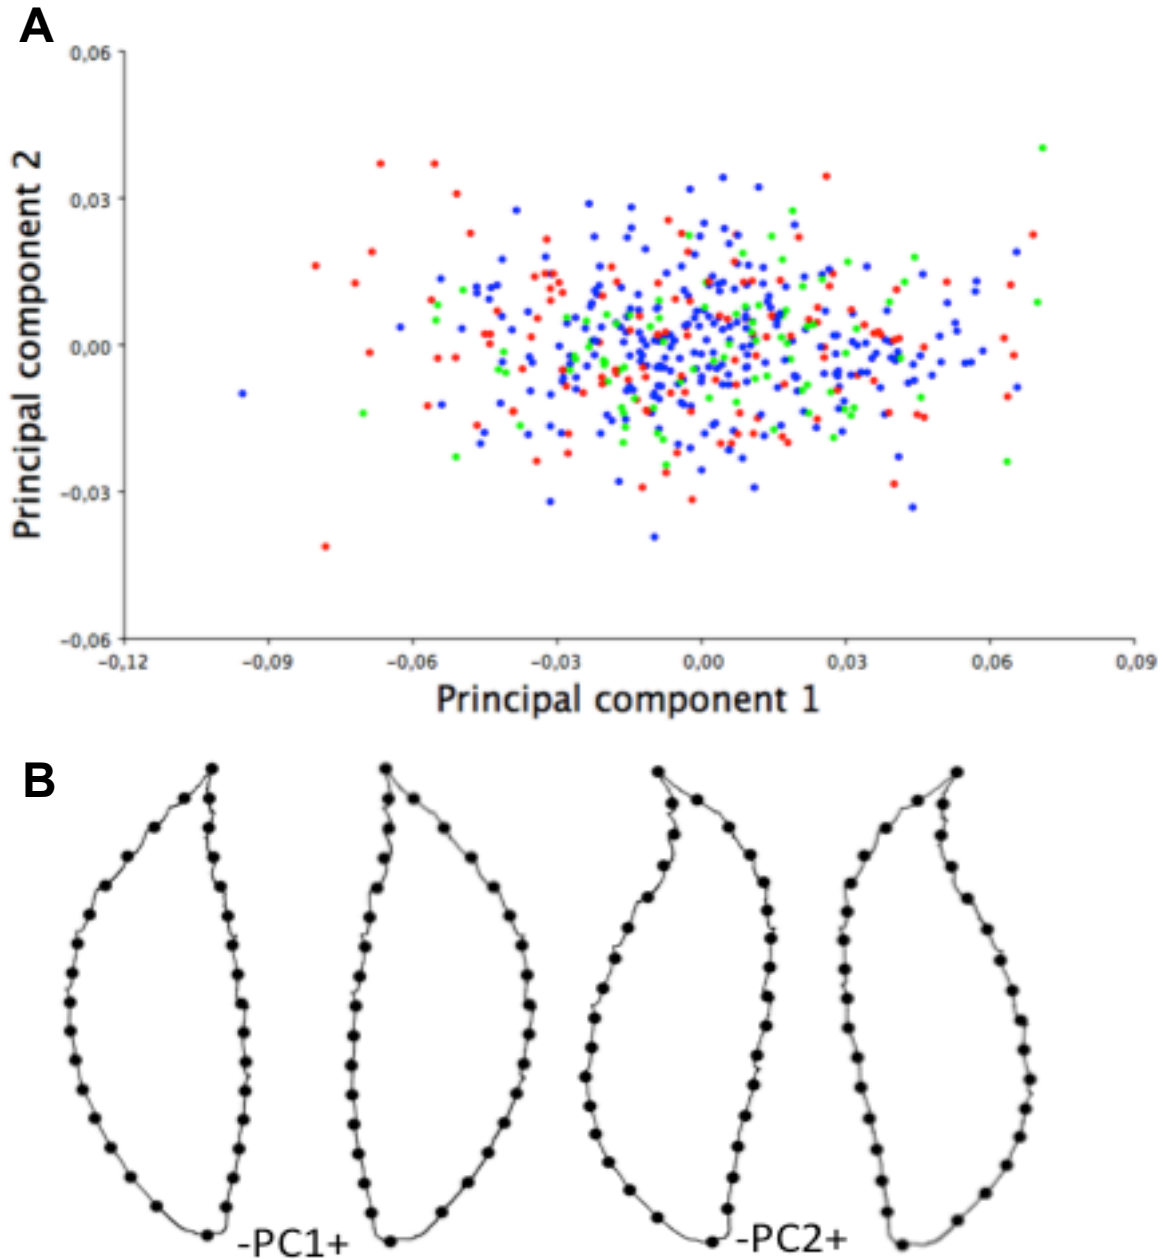 A
0,06
0,03
0,00
-0,03
-0,06
Principal component 2
-0,12 -0,09 -0,06 -0,03 0,00 0,03 0,06 0,09
Principal component 1
B
-PC1+ -PC2+